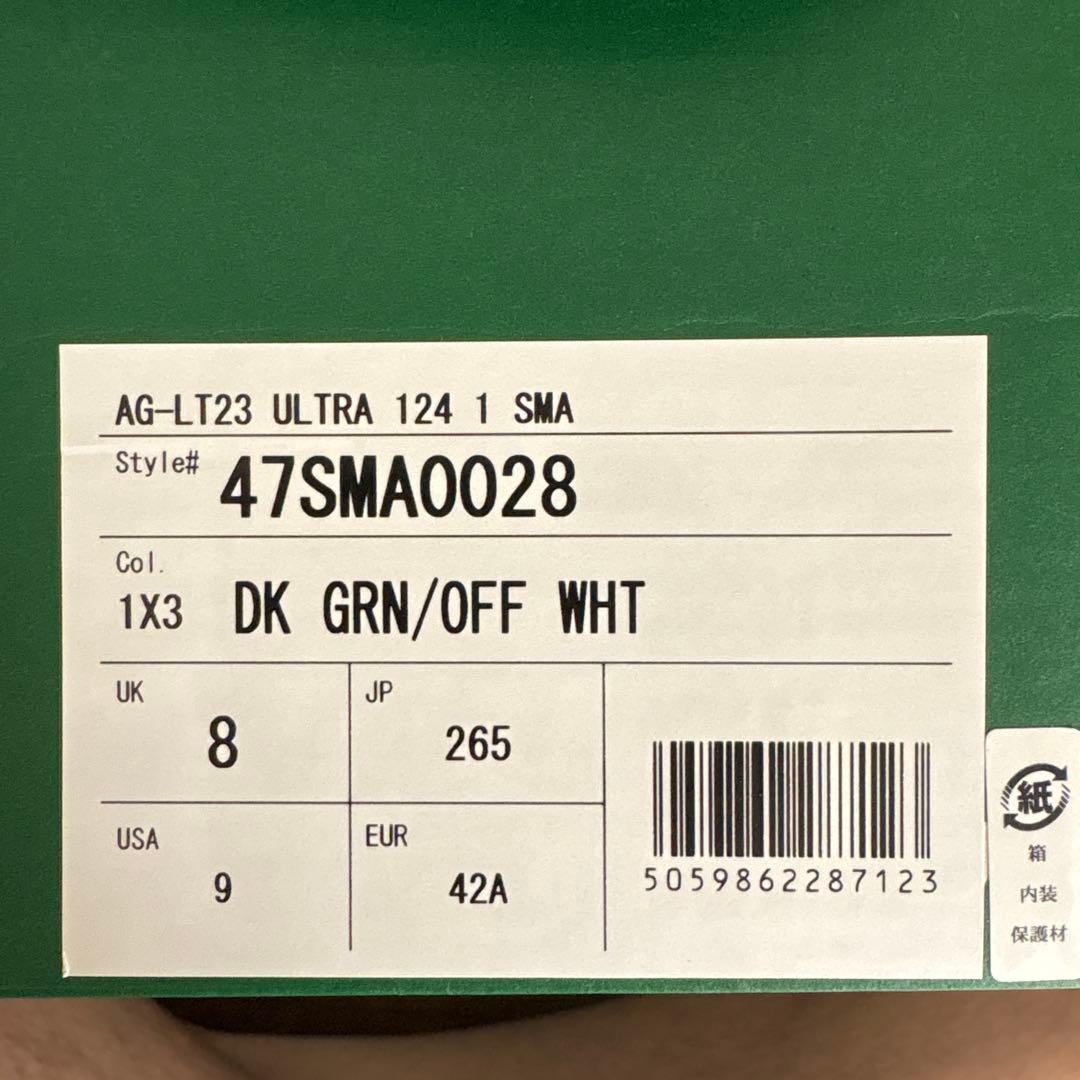 AG-LT23 ULTRA 124 1 SMA
Style# 47SMA0028
Col.
1X3 DK GRN/OFF WHT
UK
8
JP
265
USA
9
EUR
42A
5059862287123
紙
箱
内装
保護材